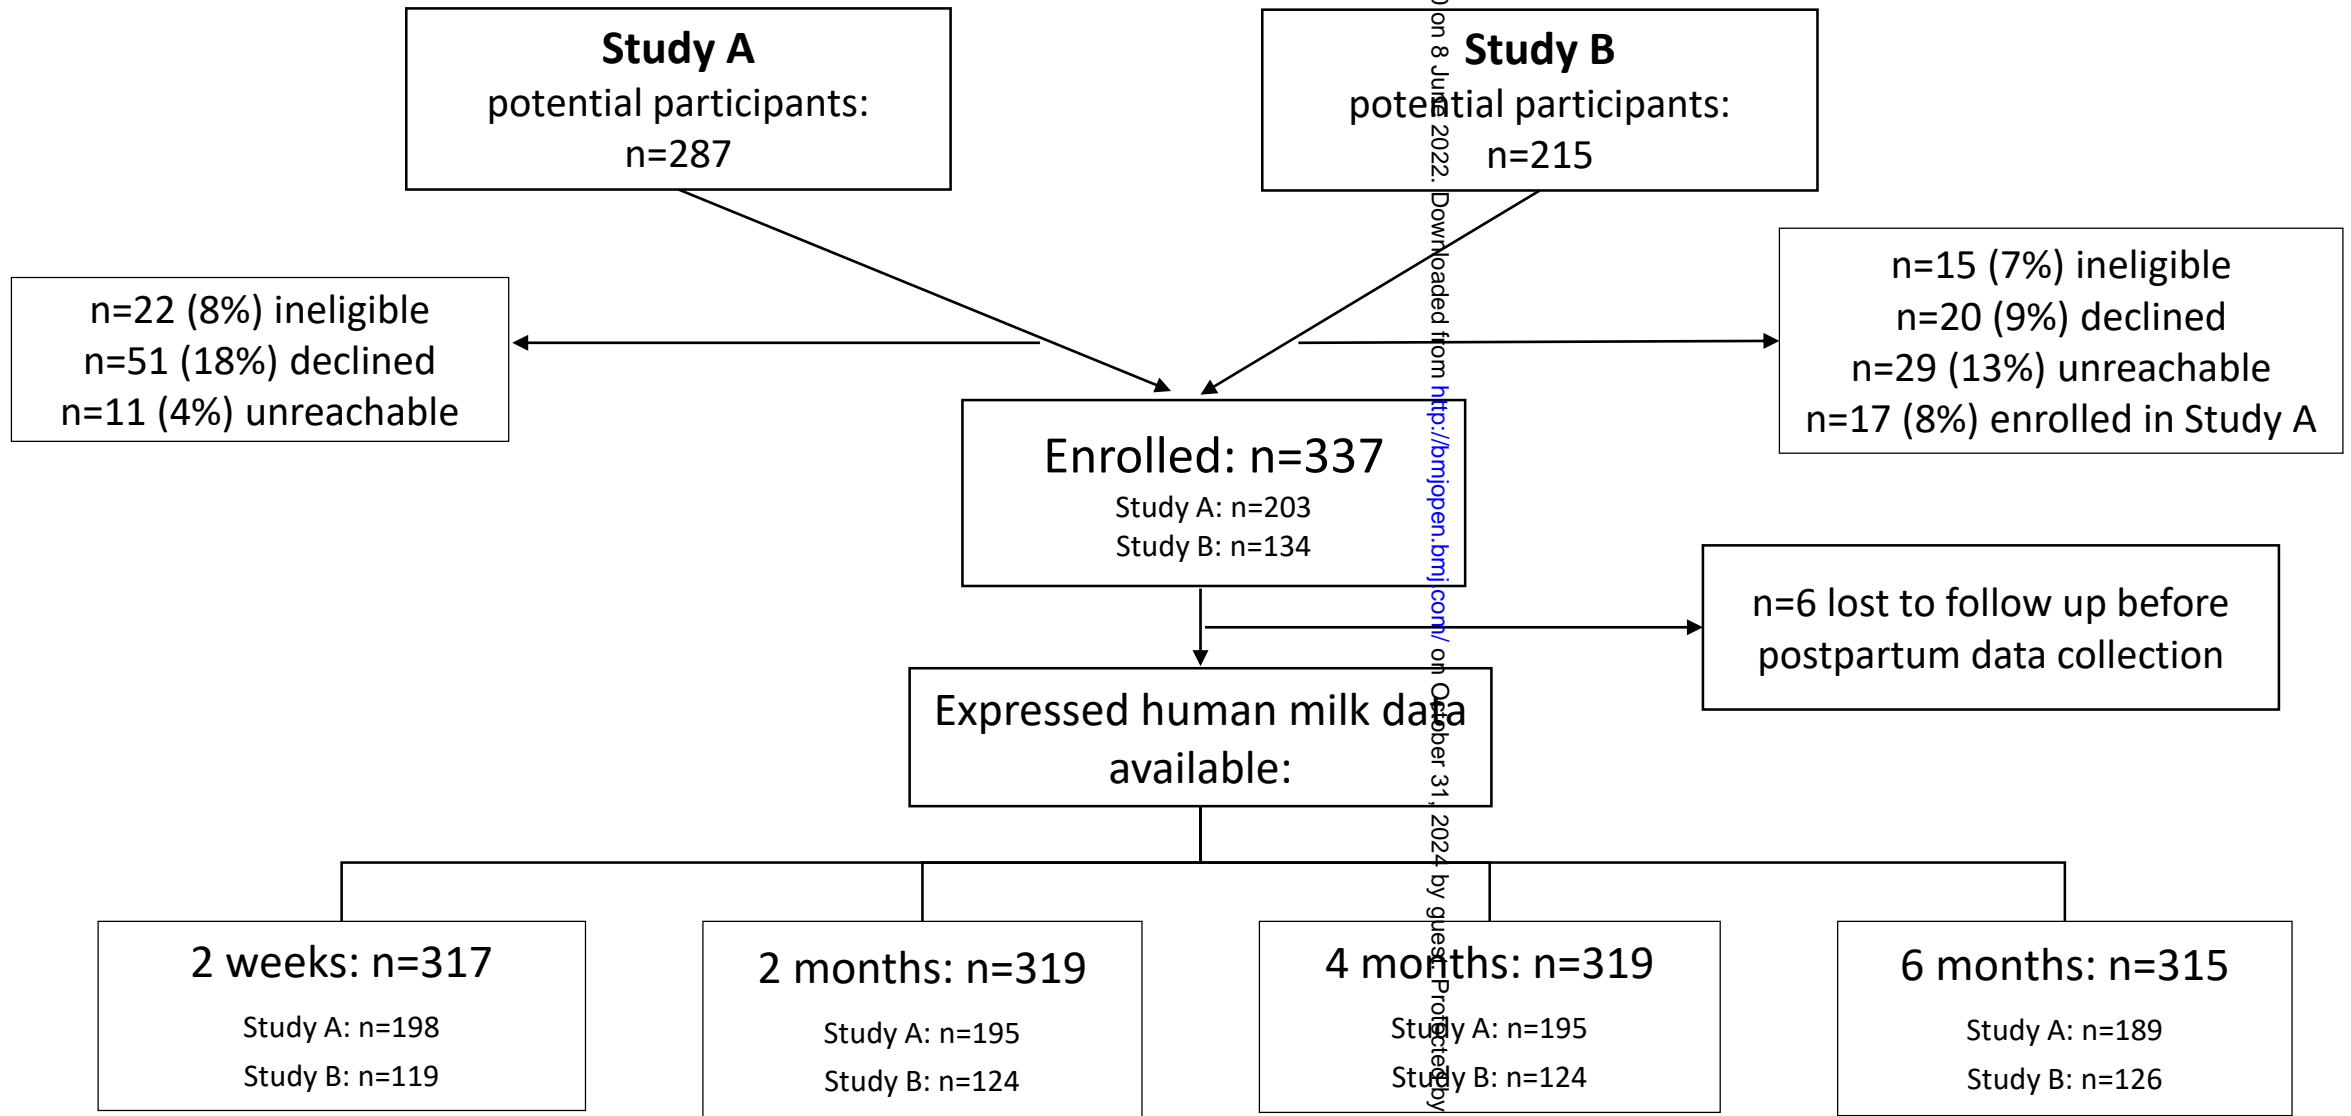 Study A
potential participants:
n=287
Study B
potential participants:
n=215
n=22 (8%) ineligible
n=51 (18%) declined
n=11 (4%) unreachable
n=15 (7%) ineligible
n=20 (9%) declined
n=29 (13%) unreachable
n=17 (8%) enrolled in Study A
Enrolled: n=337
Study A: n=203
Study B: n=134
n=6 lost to follow up before
postpartum data collection
Expressed human milk data
available:
2 weeks: n=317
Study A: n=198
Study B: n=119
2 months: n=319
Study A: n=195
Study B: n=124
4 months: n=319
Study A: n=195
Study B: n=124
6 months: n=315
Study A: n=189
Study B: n=126
on 8 June 2022. Downloaded from http://bmjopen.bmj.com/ on October 31, 2024 by guest. Protected by